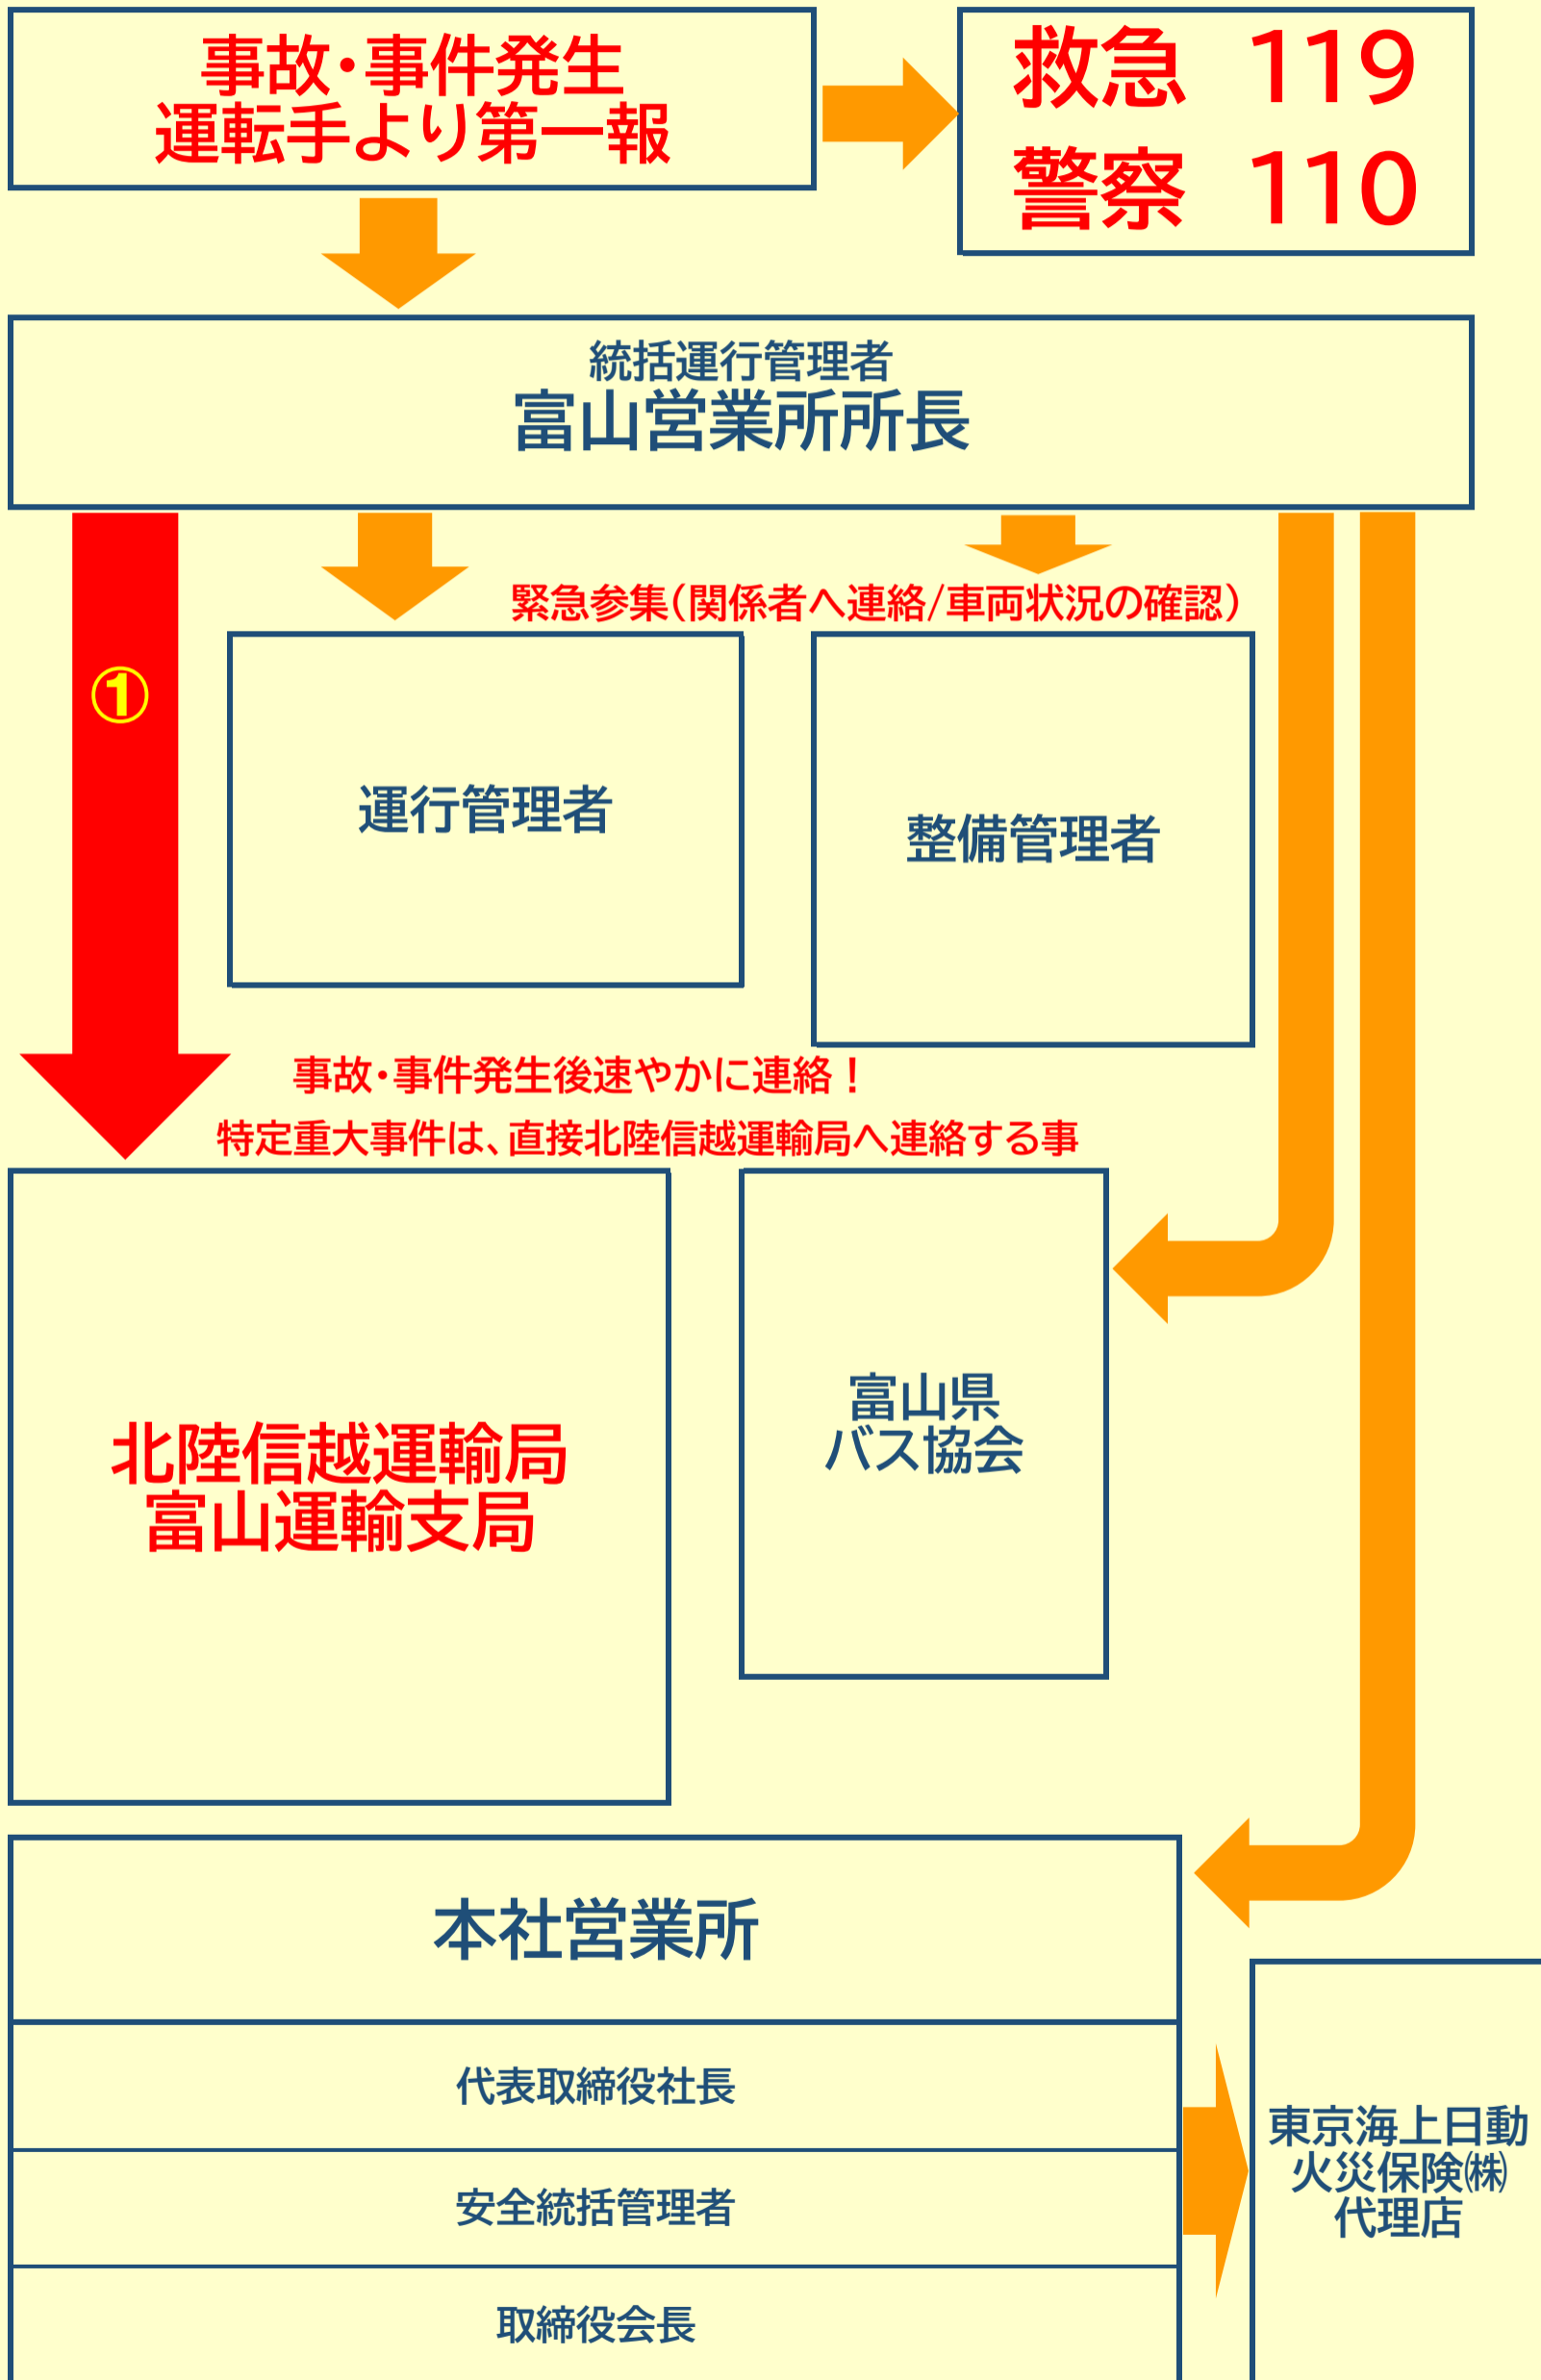 事故・事件発生
運転手より第一報
救急 119
警察 110
統括運行管理者
富山営業所所長
緊急参集(関係者へ連絡/車両状況の確認)
①
運行管理者
整備管理者
事故・事件発生後速やかに連絡!
特定重大事件は、直接北陸信越運輸局へ連絡する事
北陸信越運輸局
富山運輸支局
富山県
バス協会
本社営業所
代表取締役社長
安全統括管理者
取締役会長
東京海上日動
火災保険㈱
代理店